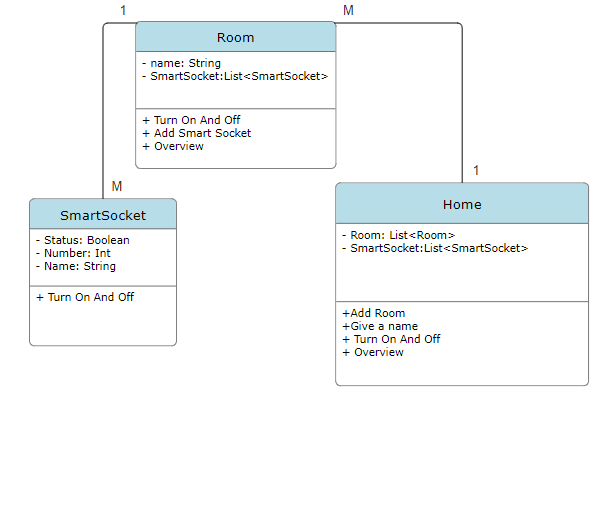 1
M
Room
- name: String
- SmartSocket:List<SmartSocket>
+ Turn On And Off
+ Add Smart Socket
+ Overview
M
1
SmartSocket
- Status: Boolean
- Number: Int
- Name: String
+ Turn On And Off
Home
- Room: List<Room>
- SmartSocket:List<SmartSocket>
+Add Room
+Give a name
+ Turn On And Off
+ Overview